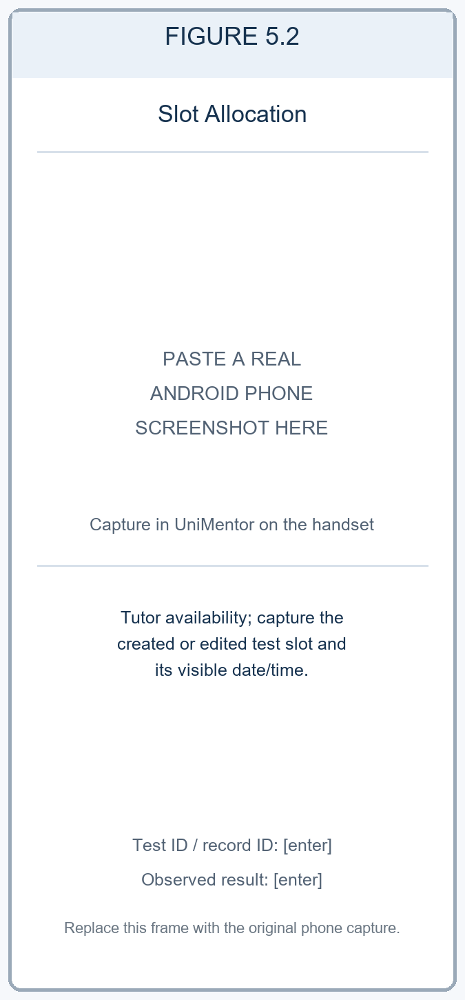 FIGURE 5.2
Slot Allocation
PASTE A REAL
ANDROID PHONE
SCREENSHOT HERE
Capture in UniMentor on the handset
Tutor availability; capture the
created or edited test slot and
its visible date/time.
Test ID / record ID: [enter]
Observed result: [enter]
Replace this frame with the original phone capture.